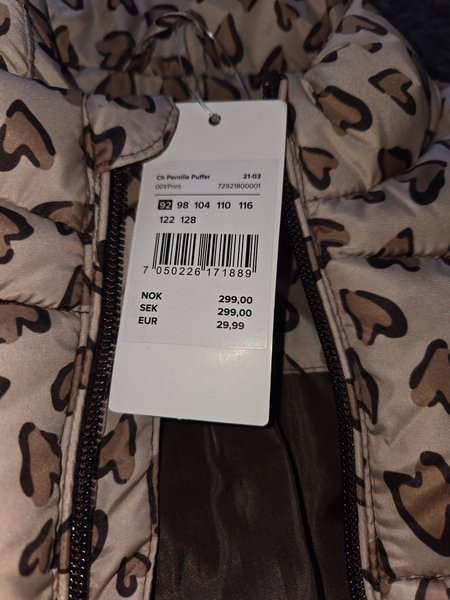 Ch Pernille Puffer 21-03
001/Print 72921800001
92 98 104 110 116
122 128
7 050226 171889
NOK 299,00
SEK 299,00
EUR 29,99